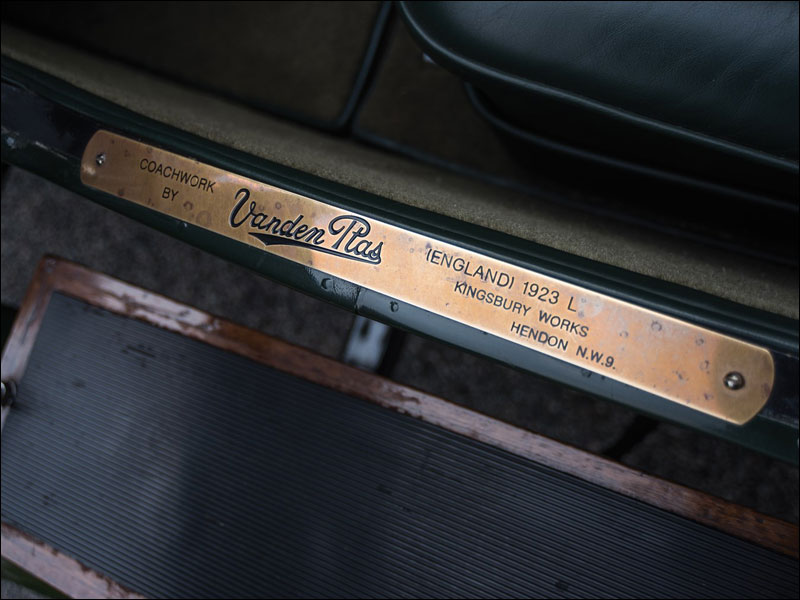 COACHWORK
BY
Vanden Plas
(ENGLAND) 1923 L
KINGSBURY WORKS
HENDON N.W.9.